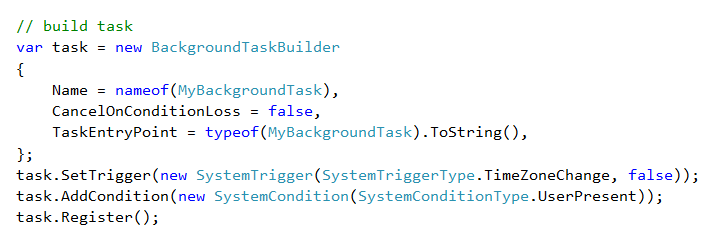 // build task
var task = new BackgroundTaskBuilder
{
    Name = nameof(MyBackgroundTask),
    CancelOnConditionLoss = false,
    TaskEntryPoint = typeof(MyBackgroundTask).ToString(),
};
task.SetTrigger(new SystemTrigger(SystemTriggerType.TimeZoneChange, false));
task.AddCondition(new SystemCondition(SystemConditionType.UserPresent));
task.Register();